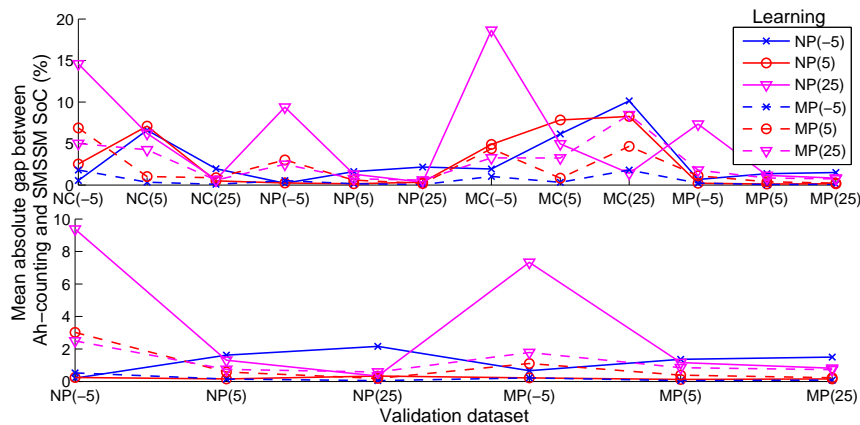 Learning
NP(−5)
NP(5)
NP(25)
MP(−5)
MP(5)
MP(25)
Mean absolute gap between
Ah−counting and SMSSM SoC (%)
20
15
10
5
0
NC(−5) NC(5) NC(25) NP(−5) NP(5) NP(25) MC(−5) MC(5) MC(25) MP(−5) MP(5) MP(25)
10
8
6
4
2
0
NP(−5) NP(5) NP(25) MP(−5) MP(5) MP(25)
Validation dataset